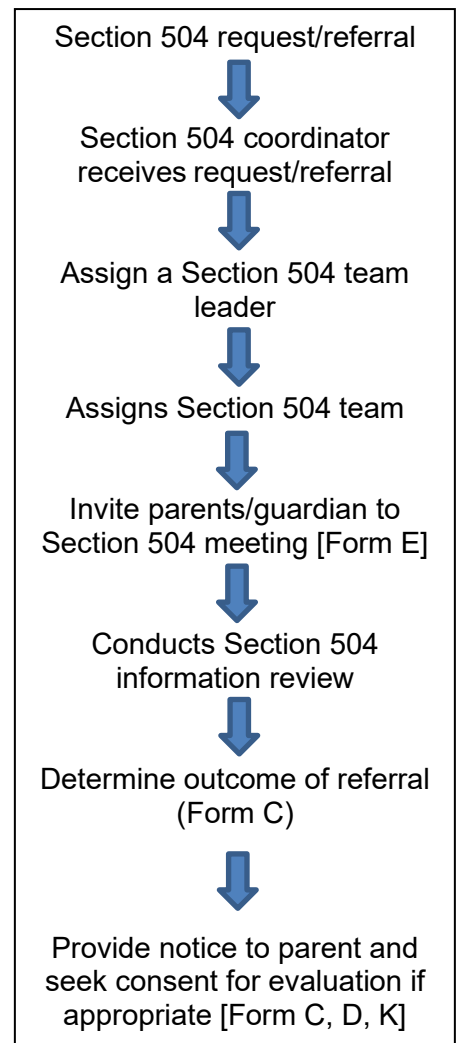 Section 504 request/referral
Section 504 coordinator
receives request/referral
Assign a Section 504 team
leader
Assigns Section 504 team
Invite parents/guardian to
Section 504 meeting [Form E]
Conducts Section 504
information review
Determine outcome of referral
(Form C)
Provide notice to parent and
seek consent for evaluation if
appropriate [Form C, D, K]